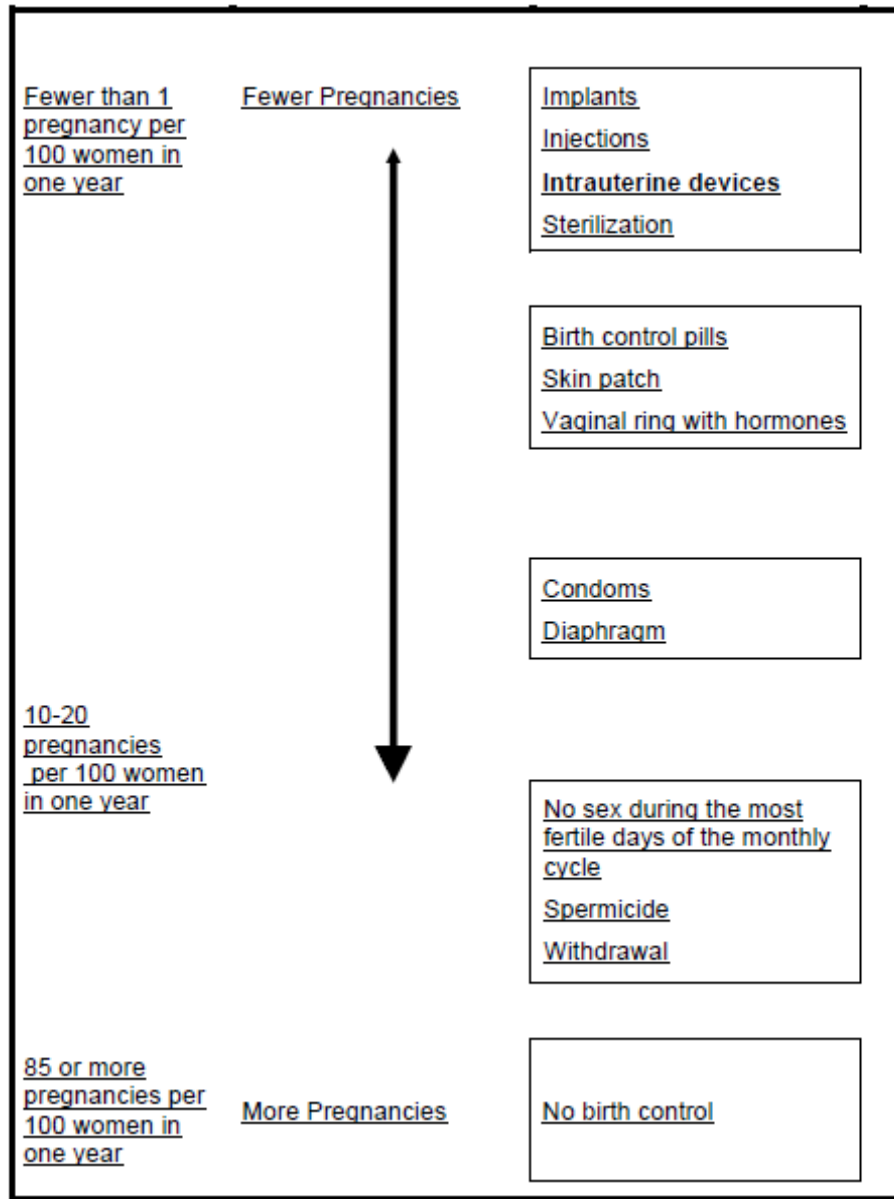 Fewer than 1
pregnancy per
100 women in
one year
Fewer Pregnancies
Implants
Injections
Intrauterine devices
Sterilization
Birth control pills
Skin patch
Vaginal ring with hormones
Condoms
Diaphragm
10-20
pregnancies
per 100 women
in one year
No sex during the most
fertile days of the monthly
cycle
Spermicide
Withdrawal
85 or more
pregnancies per
100 women in
one year
More Pregnancies
No birth control